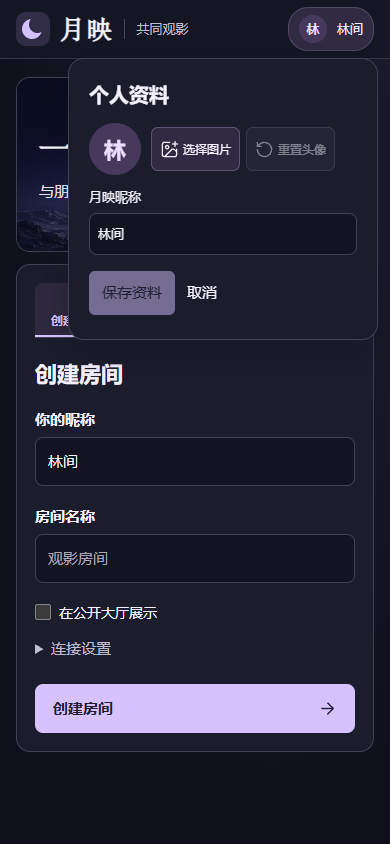 月映
共同观影
林 林间
个人资料
林
选择图片
重置头像
月映昵称
林间
保存资料
取消
一
与朋
创建
创建房间
你的昵称
林间
房间名称
观影房间
在公开大厅展示
连接设置
创建房间